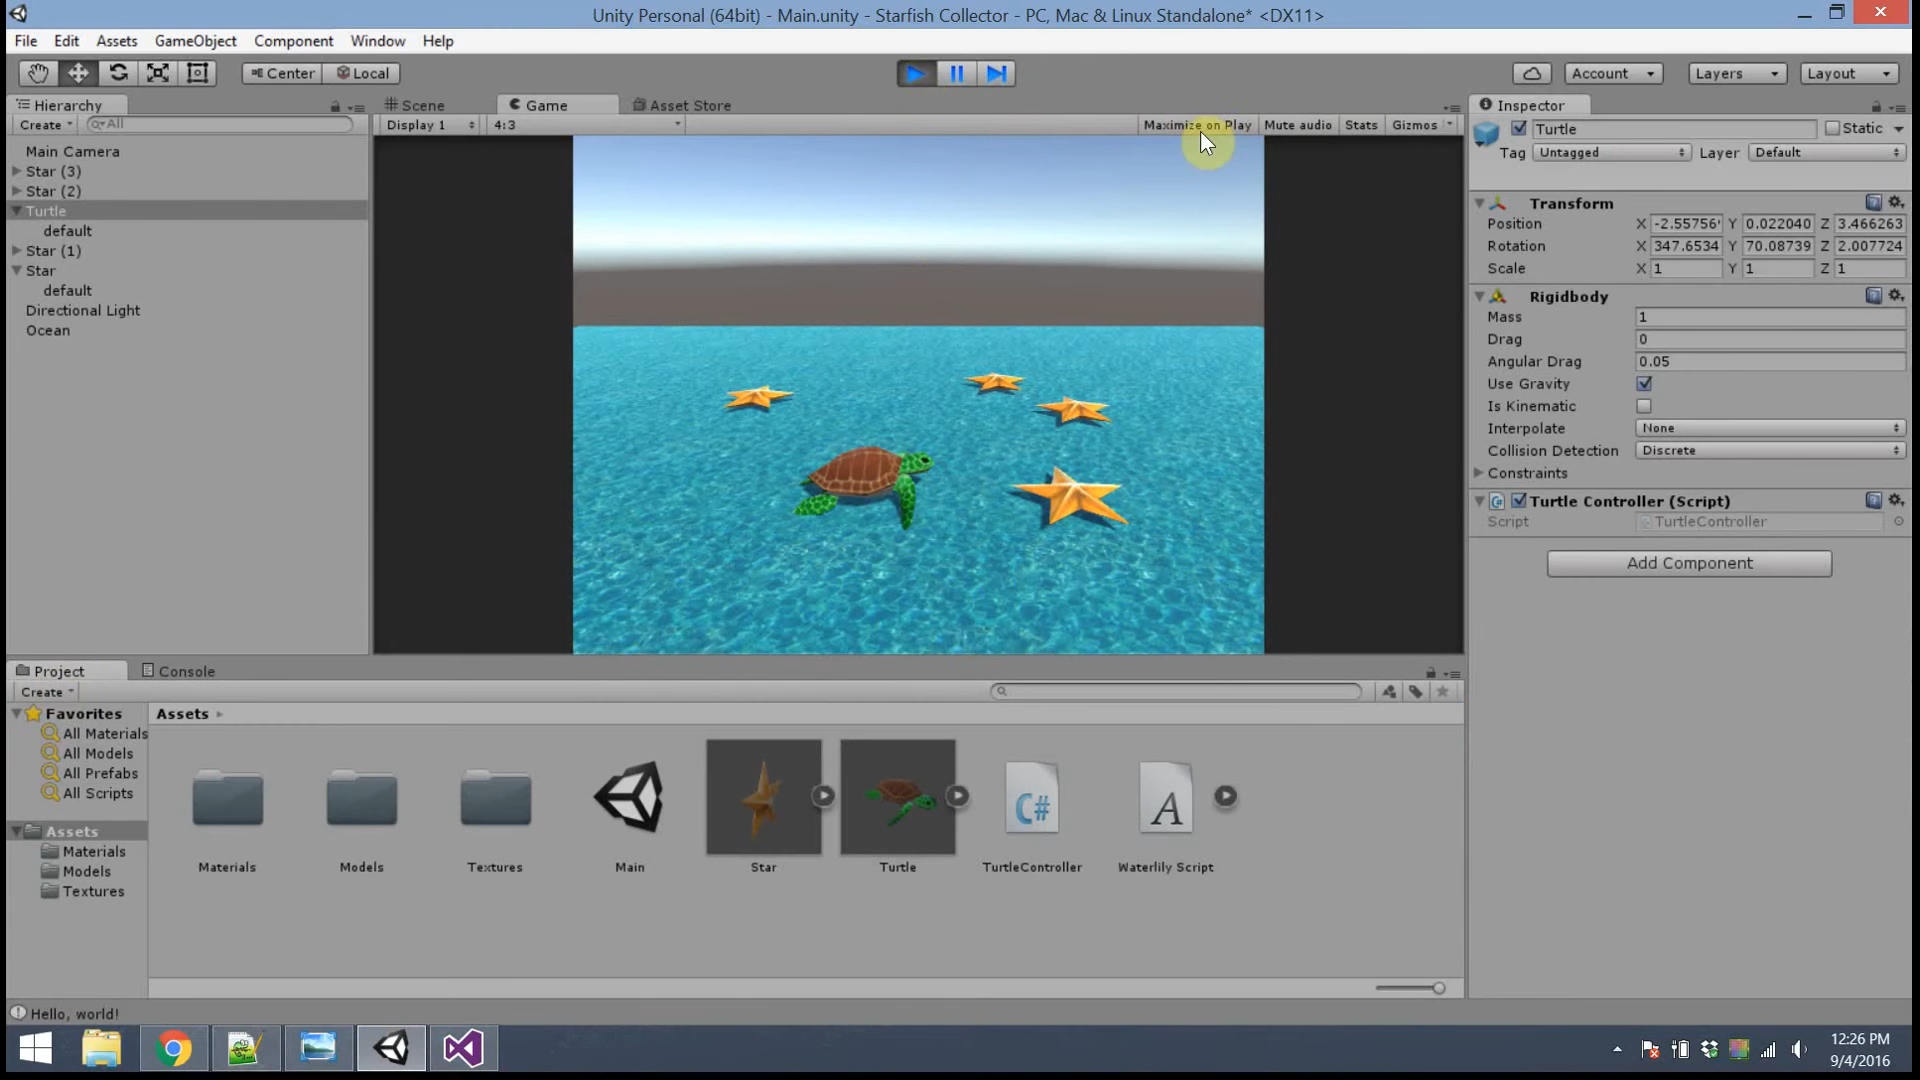 Unity Personal (64bit) - Main.unity - Starfish Collector - PC, Mac & Linux Standalone* <DX11>
File Edit Assets GameObject Component Window Help
Center Local Account Layers Layout
Hierarchy Scene Game Asset Store Inspector
Create All Display 1 4:3 Maximize on Play Mute audio Stats Gizmos Turtle Static
Tag Untagged Layer Default
Main Camera
Star (3)
Star (2)
Turtle
default
Star (1)
Star
default
Directional Light
Ocean
Transform
Position X -2.55756 Y 0.022040 Z 3.466263
Rotation X 347.6534 Y 70.08739 Z 2.007724
Scale X 1 Y 1 Z 1
Rigidbody
Mass 1
Drag 0
Angular Drag 0.05
Use Gravity
Is Kinematic
Interpolate None
Collision Detection Discrete
Constraints
C# Turtle Controller (Script)
Script TurtleController
Add Component
Project Console
Create
Favorites Assets
All Materials
All Models
All Prefabs
All Scripts
Assets
Materials
Models
Textures
C# A
Materials Models Textures Main Star Turtle TurtleController Waterlily Script
Hello, world!
12:26 PM
9/4/2016